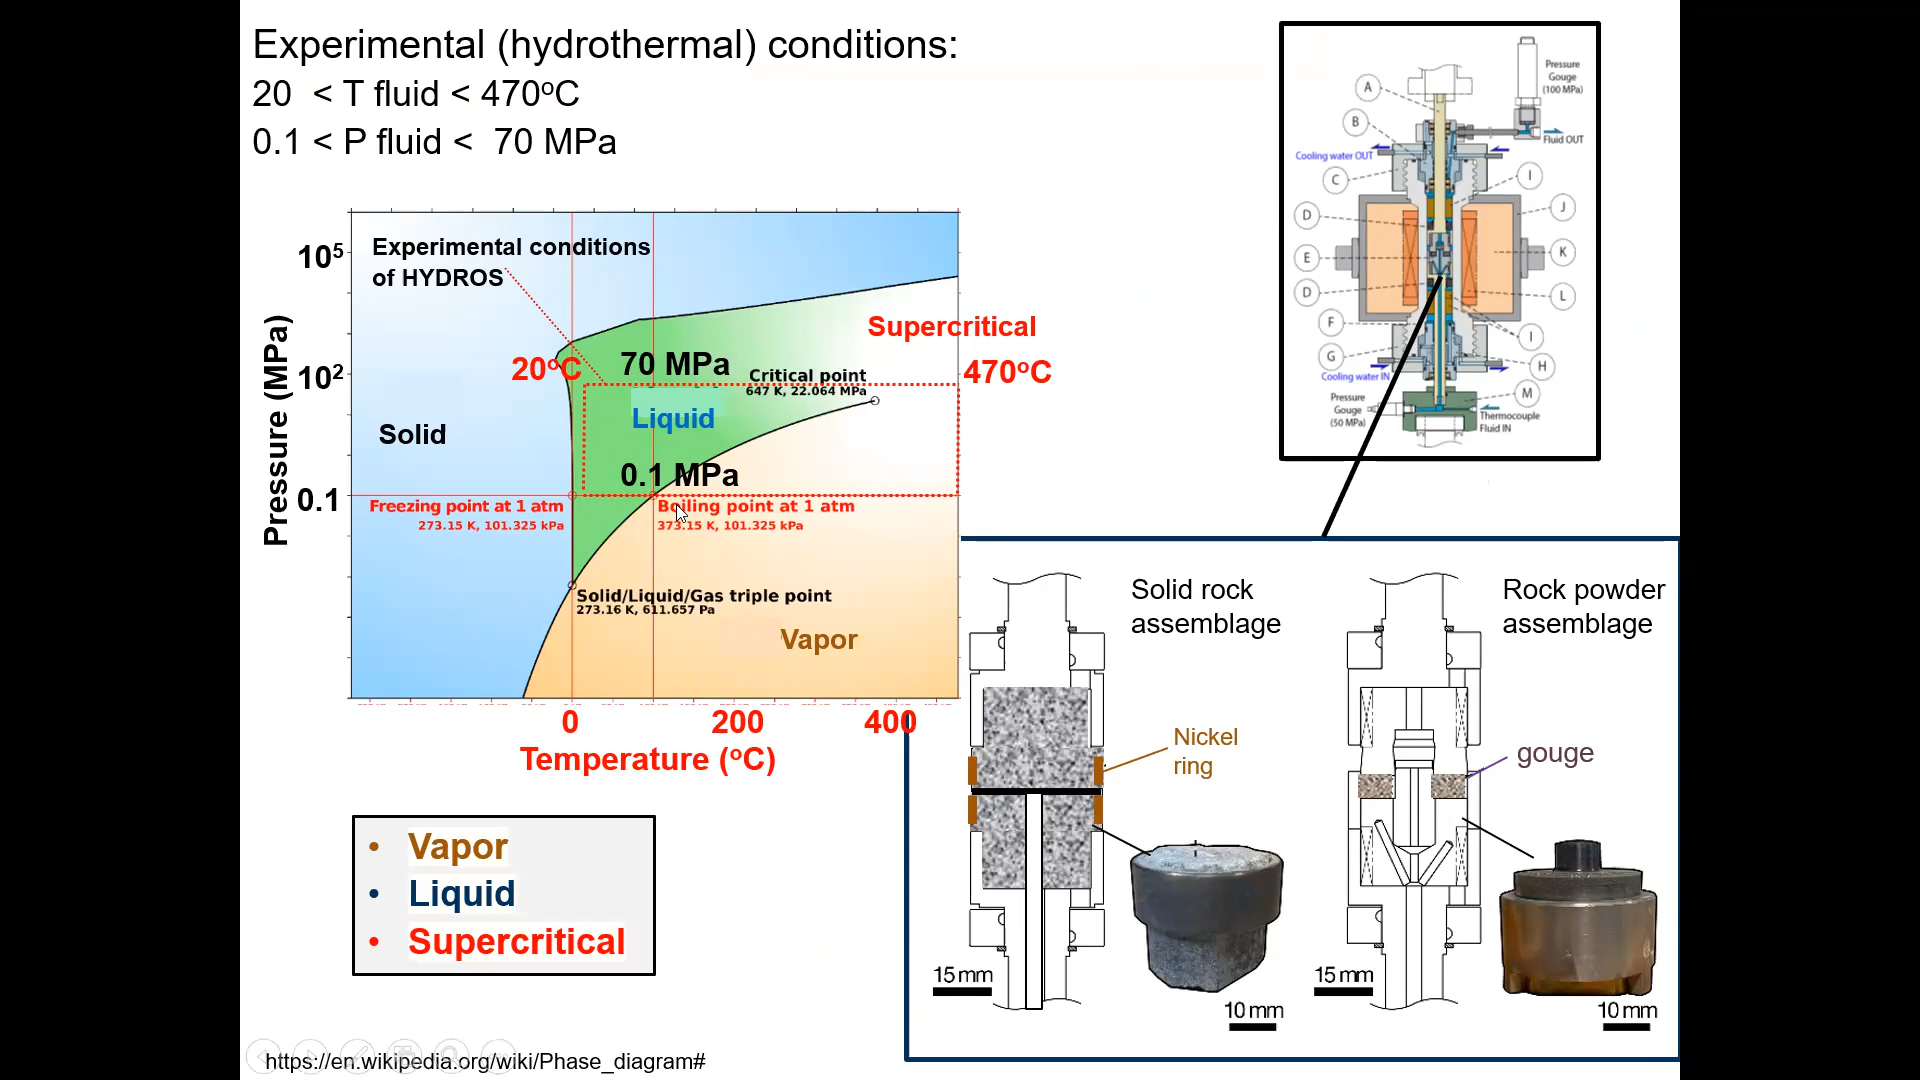 Experimental (hydrothermal) conditions:
20 < T fluid < 470ºC
0.1 < P fluid < 70 MPa
Pressure (MPa)
10⁵
10²
0.1
Experimental conditions
of HYDROS
20ºC
70 MPa
Supercritical
470ºC
Critical point
647 K, 22.064 MPa
Liquid
Solid
0.1 MPa
Freezing point at 1 atm
273.15 K, 101.325 kPa
Boiling point at 1 atm
373.15 K, 101.325 kPa
Solid/Liquid/Gas triple point
273.16 K, 611.657 Pa
Vapor
0
200
400
Temperature (ºC)
• Vapor
• Liquid
• Supercritical
https://en.wikipedia.org/wiki/Phase_diagram#
Pressure
Gouge
(100 MPa)
Fluid OUT
Cooling water OUT
A
B
C
D
E
D
F
G
I
J
K
L
I
H
M
Cooling water IN
Pressure
Gouge
(50 MPa)
Thermocouple
Fluid IN
Solid rock
assemblage
Nickel
ring
15 mm
10 mm
Rock powder
assemblage
gouge
15 mm
10 mm